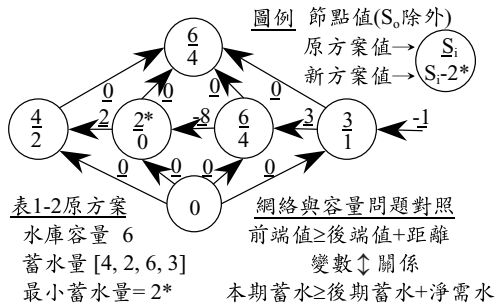 圖例 節點值(So除外)
原方案值→ Si
新方案值→ Si-2*
6
4
0 0 0 0
4
2
2
2*
0
-8
6
4
3
3
1
-1
0 0 0 0
0
表1-2原方案
水庫容量 6
蓄水量 [4, 2, 6, 3]
最小蓄水量= 2*
網絡與容量問題對照
前端值≥後端值+距離
變數↕關係
本期蓄水≥後期蓄水+淨需水